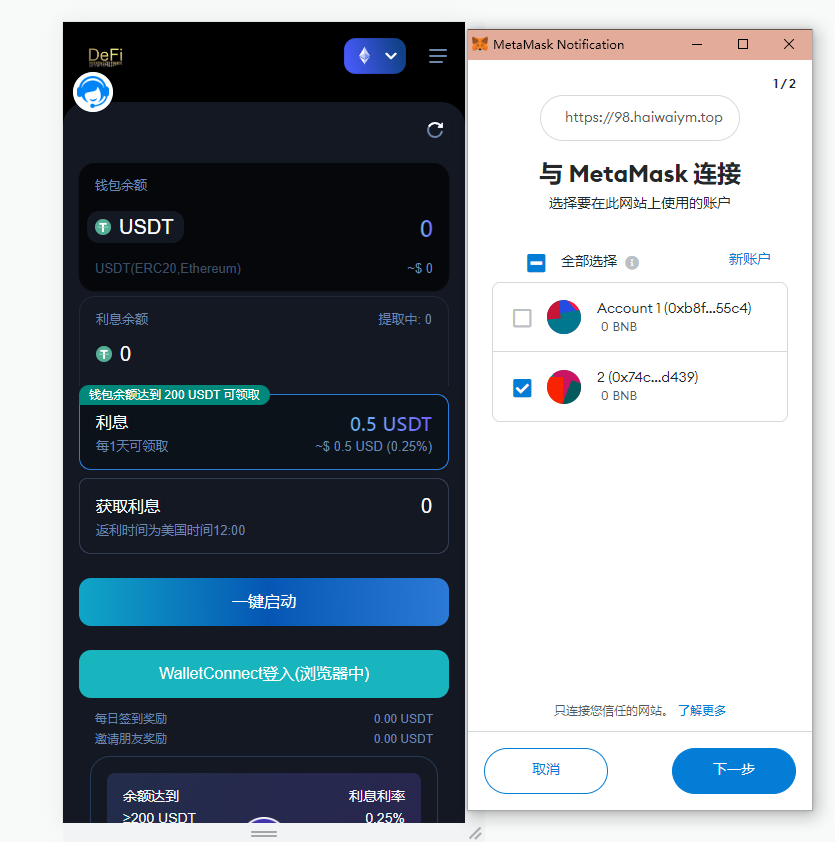 DeFi
钱包余额
USDT
0
USDT(ERC20,Ethereum)
~$ 0
利息余额
提取中: 0
0
钱包余额达到 200 USDT 可领取
利息
0.5 USDT
每1天可领取
~$ 0.5 USD (0.25%)
获取利息
0
返利时间为美国时间12:00
一键启动
WalletConnect登入(浏览器中)
每日签到奖励
0.00 USDT
邀请朋友奖励
0.00 USDT
余额达到
利息利率
≥200 USDT
0.25%
MetaMask Notification
1 / 2
https://98.haiwaiym.top
与 MetaMask 连接
选择要在此网站上使用的账户
全部选择
新账户
Account 1 (0xb8f...55c4)
0 BNB
2 (0x74c...d439)
0 BNB
只连接您信任的网站。 了解更多
取消
下一步